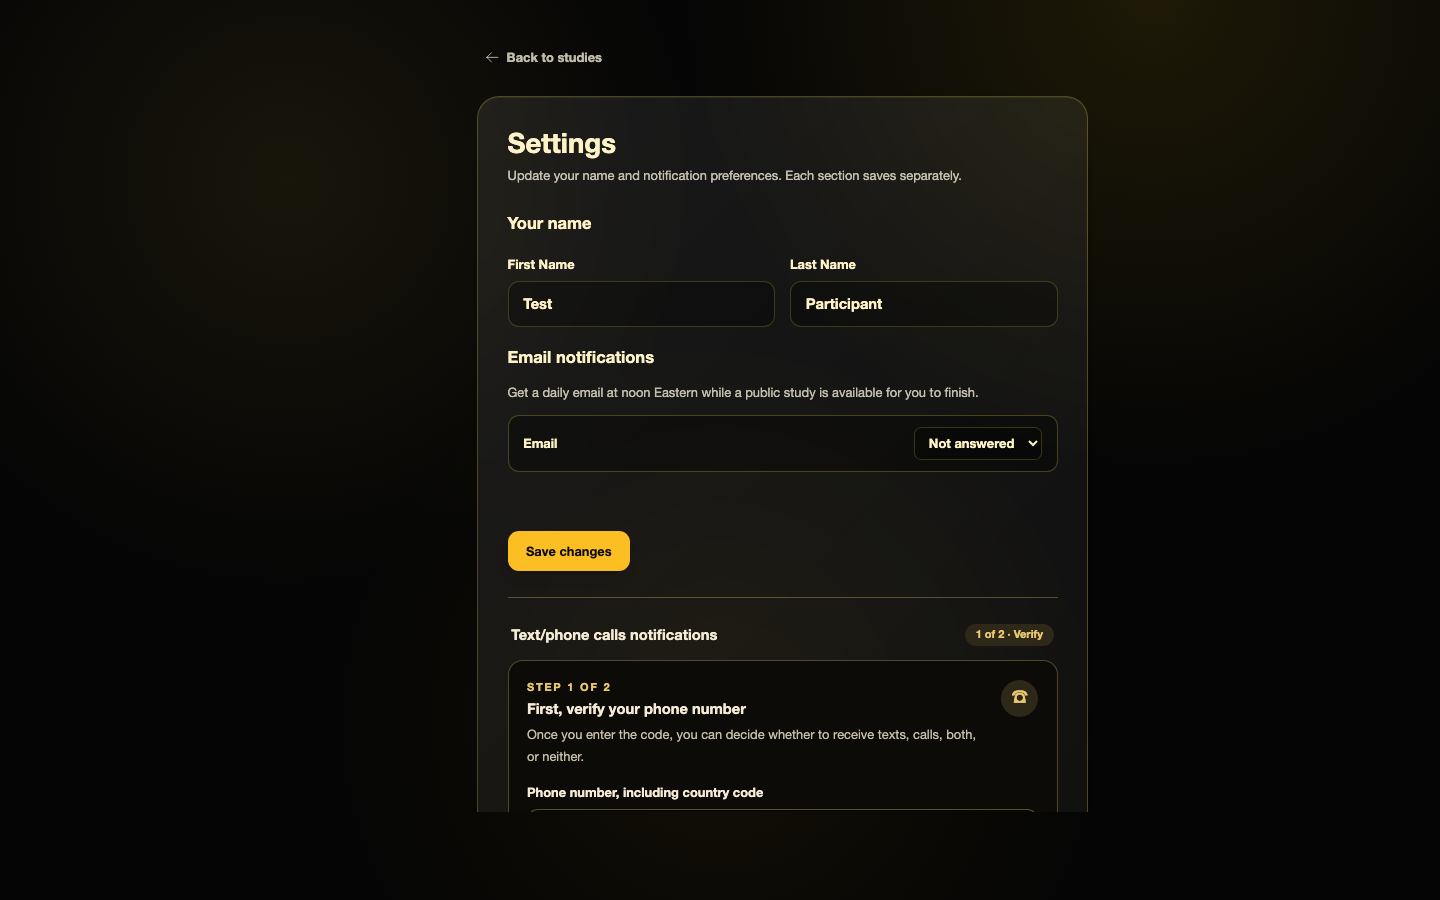 Back to studies
Settings
Update your name and notification preferences. Each section saves separately.
Your name
First Name
Last Name
Test
Participant
Email notifications
Get a daily email at noon Eastern while a public study is available for you to finish.
Email
Not answered
Save changes
Text/phone calls notifications
1 of 2 · Verify
STEP 1 OF 2
First, verify your phone number
Once you enter the code, you can decide whether to receive texts, calls, both,
or neither.
Phone number, including country code